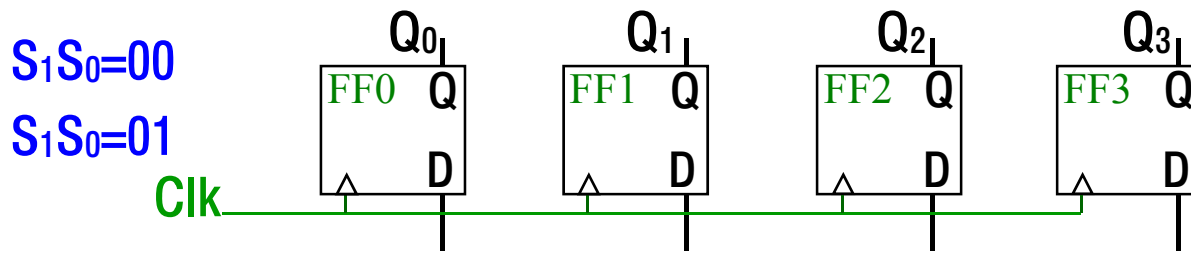 Q0 Q1 Q2 Q3
S1S0=00
FF0 Q FF1 Q FF2 Q FF3 Q
S1S0=01
D D D D
Clk